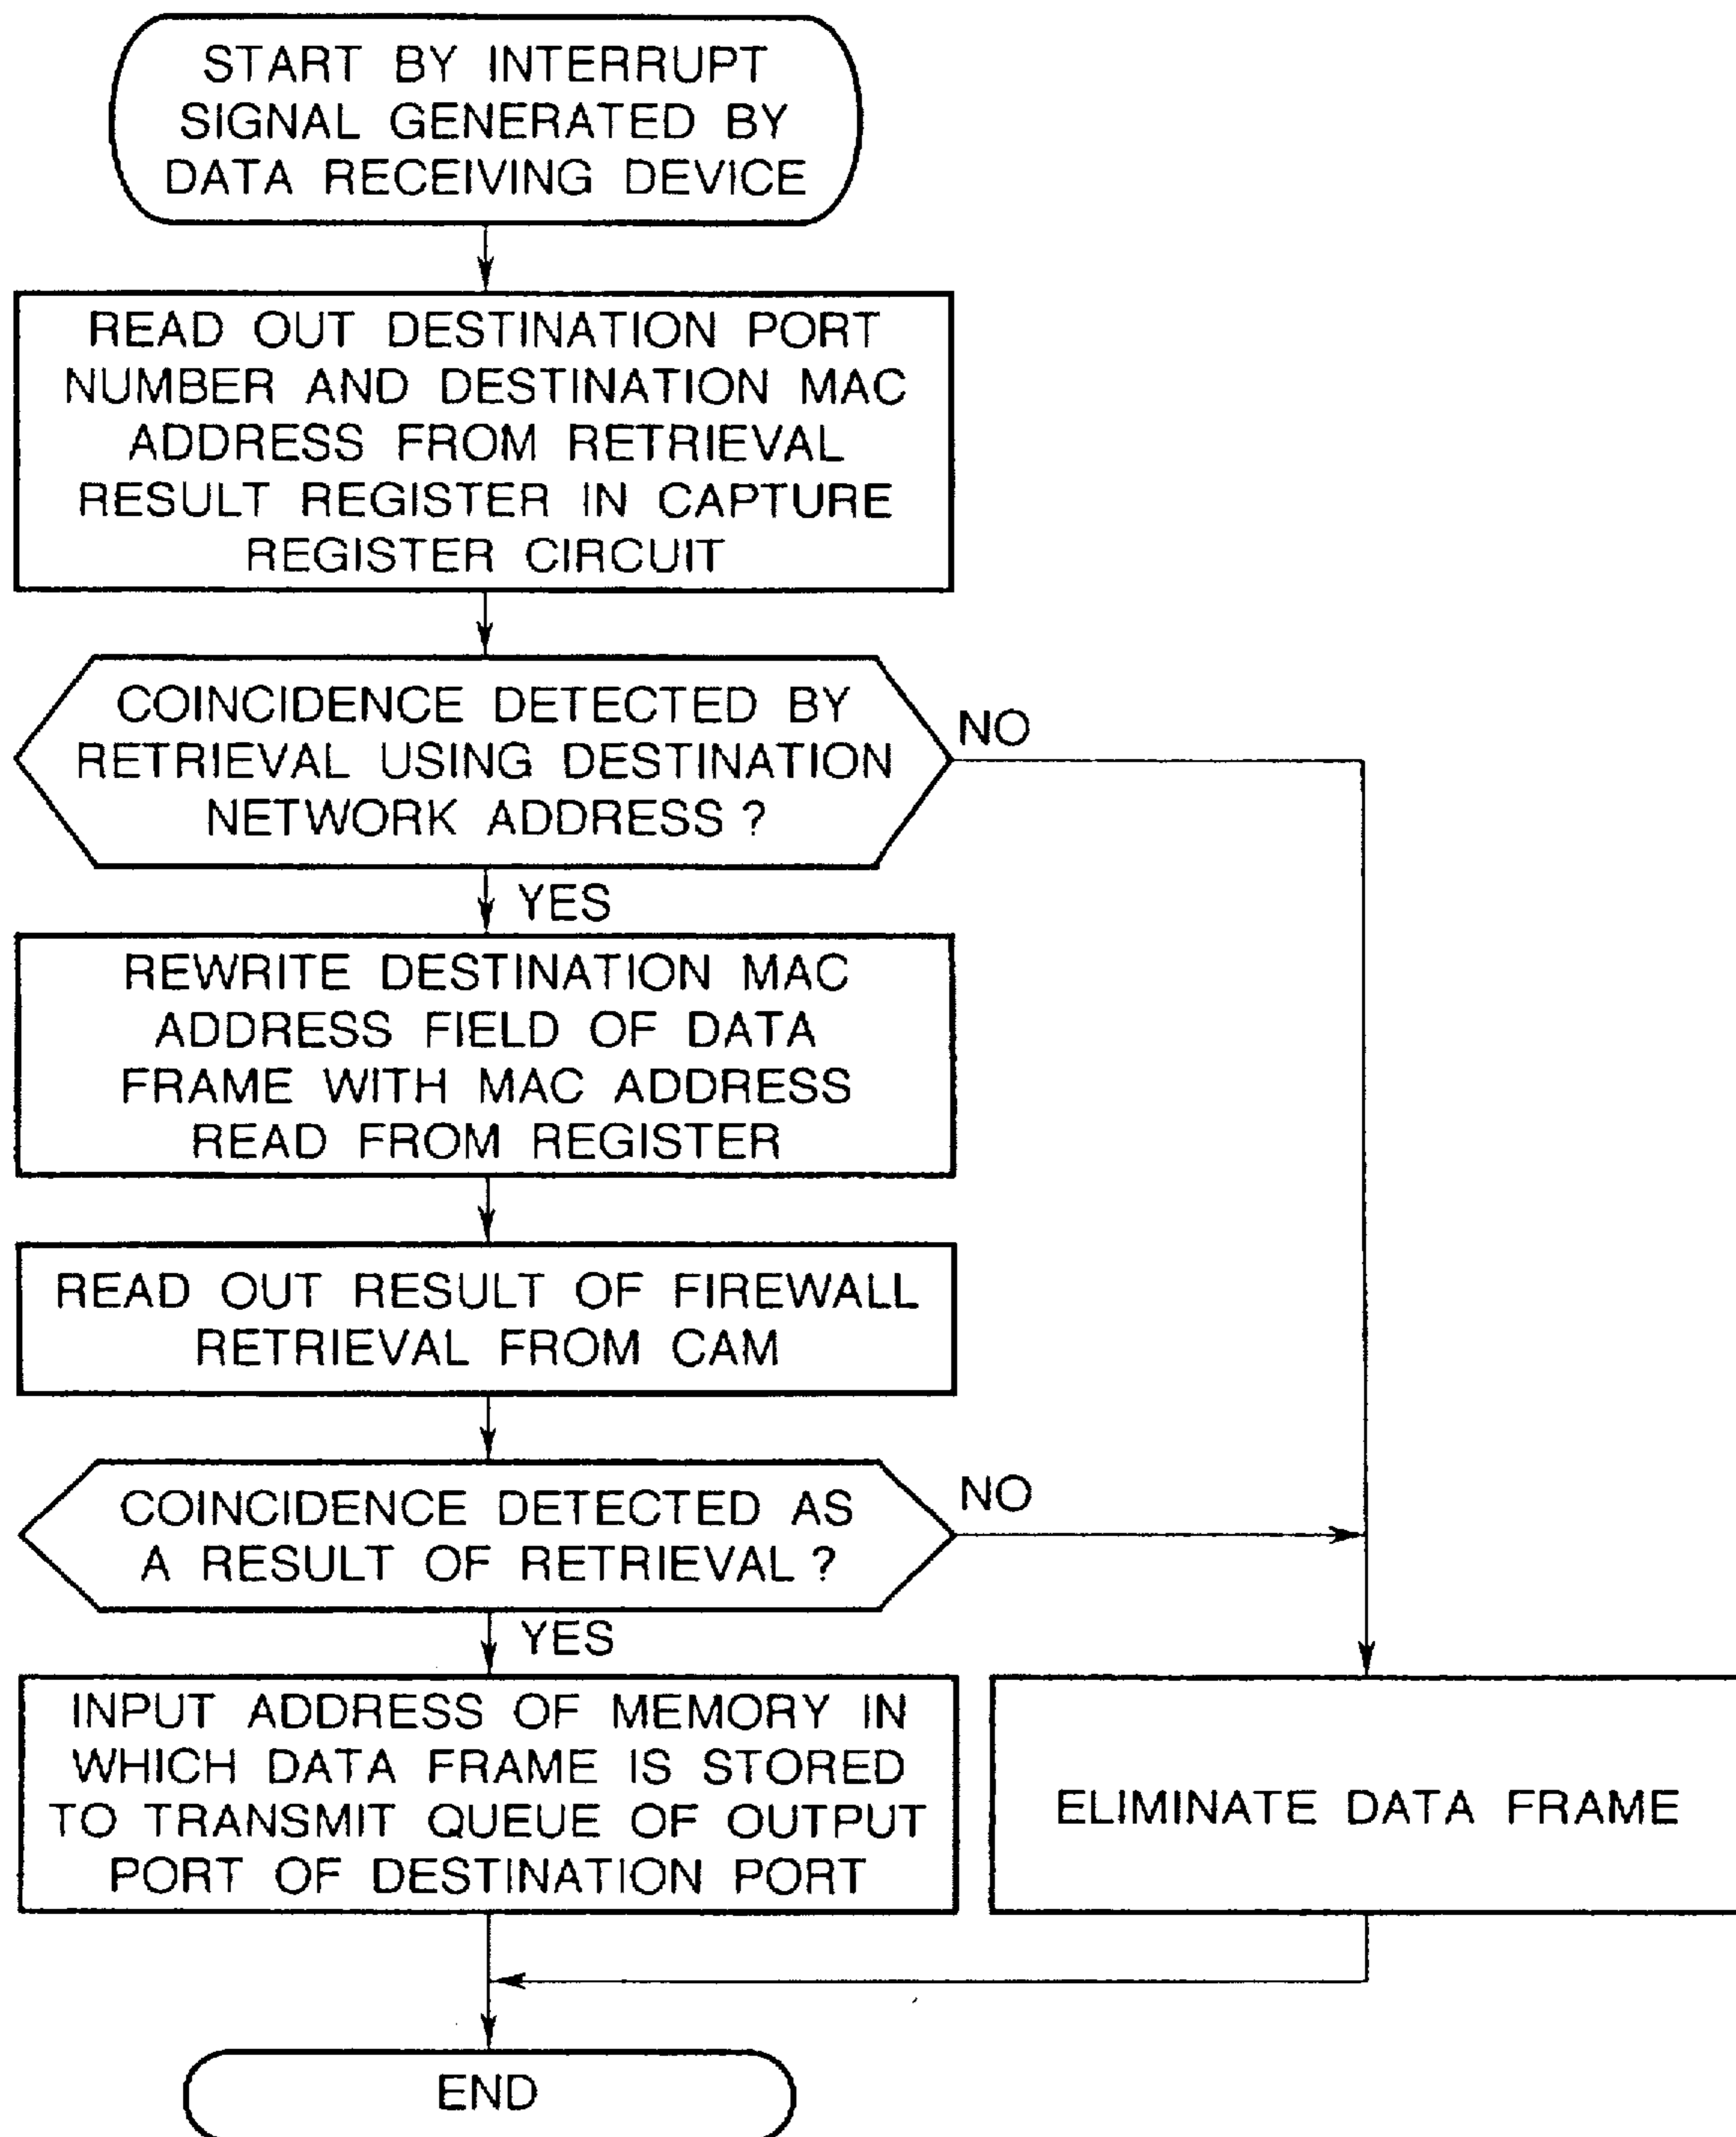 START BY INTERRUPT
SIGNAL GENERATED BY
DATA RECEIVING DEVICE
READ OUT DESTINATION PORT
NUMBER AND DESTINATION MAC
ADDRESS FROM RETRIEVAL
RESULT REGISTER IN CAPTURE
REGISTER CIRCUIT
COINCIDENCE DETECTED BY
RETRIEVAL USING DESTINATION
NETWORK ADDRESS ?
NO
YES
REWRITE DESTINATION MAC
ADDRESS FIELD OF DATA
FRAME WITH MAC ADDRESS
READ FROM REGISTER
READ OUT RESULT OF FIREWALL
RETRIEVAL FROM CAM
COINCIDENCE DETECTED AS
A RESULT OF RETRIEVAL ?
NO
YES
INPUT ADDRESS OF MEMORY IN
WHICH DATA FRAME IS STORED
TO TRANSMIT QUEUE OF OUTPUT
PORT OF DESTINATION PORT
ELIMINATE DATA FRAME
END